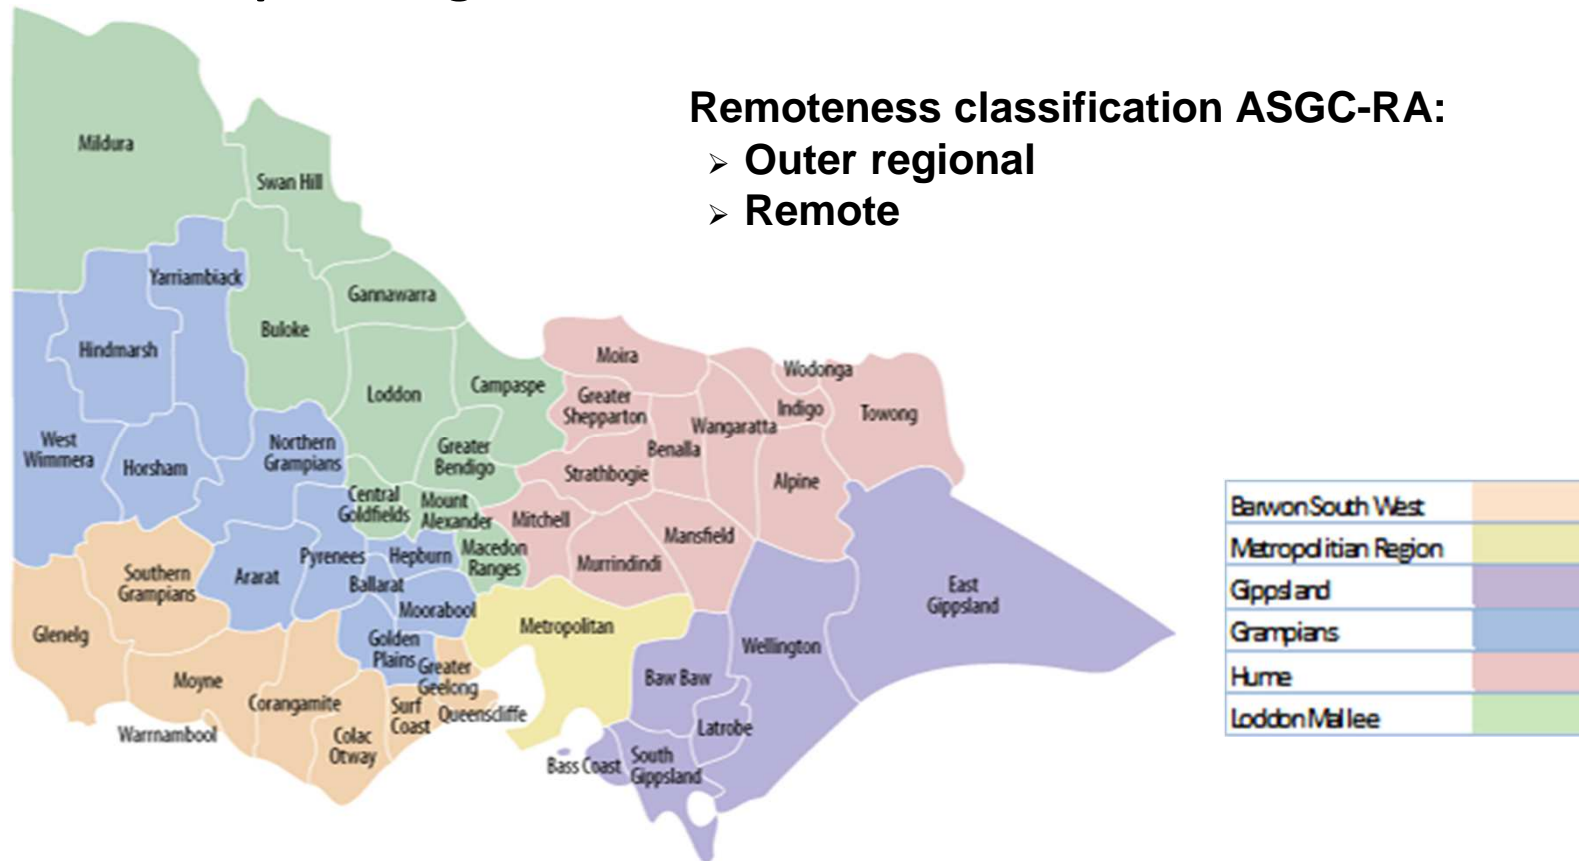 Remoteness classification ASGC-RA:
➢ Outer regional
➢ Remote
Mildura
Swan Hill
Yarriambiack
Gannawarra
Buloke
Hindmarsh
Moira
Wodonga
Loddon
Campaspe
Greater
Shepparton
Indigo
Towong
Wangaratta
Benalla
West
Wimmera
Horsham
Northern
Grampians
Greater
Bendigo
Strathbogie
Alpine
Central
Goldfields
Mount
Alexander
Mitchell
Mansfield
Macedon
Ranges
Murrindindi
Pyrenees
Hepburn
Southern
Grampians
Ararat
Ballarat
Moorabool
East
Gippsland
Glenelg
Golden
Plains
Metropolitan
Wellington
Greater
Geelong
Moyne
Baw Baw
Corangamite
Surf
Coast
Queenscliffe
Warrnambool
Colac
Otway
Latrobe
Bass Coast
South
Gippsland
Barwon South West
Metropolitian Region
Gippsland
Grampians
Hume
Loddon Mallee